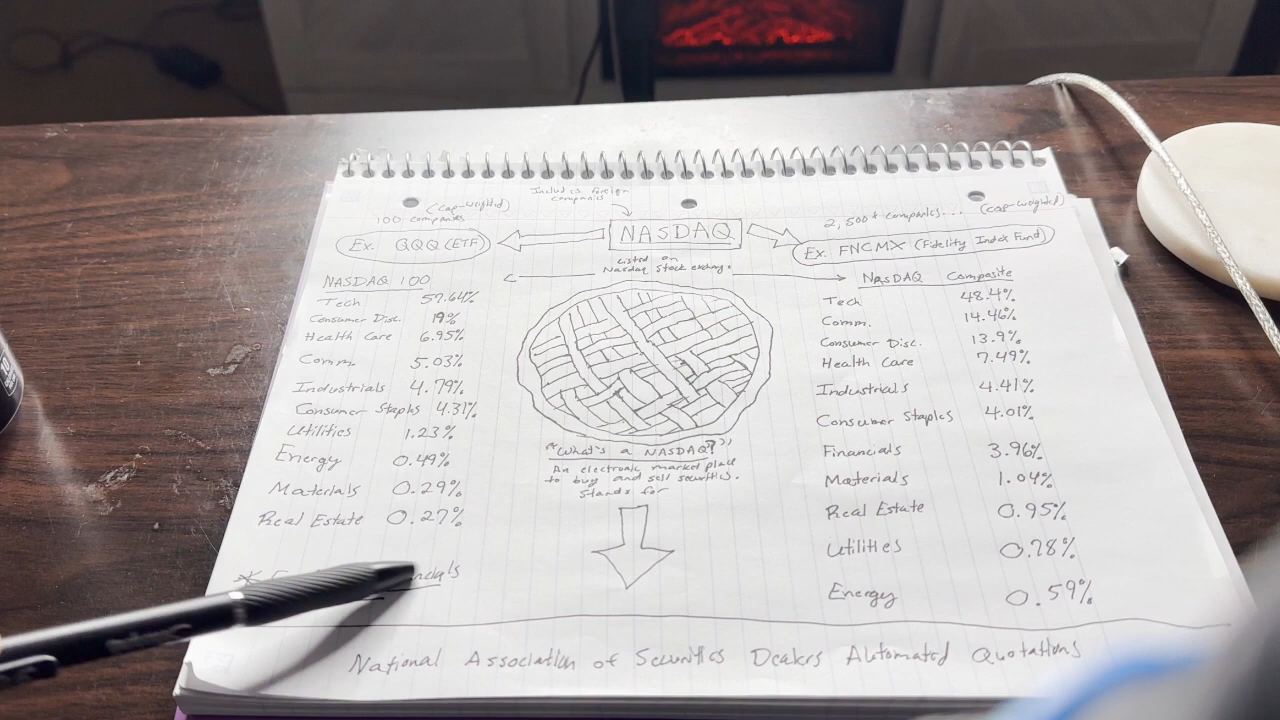 Includes foreign
companies
NASDAQ
Listed on
Nasdaq Stock exchange.
(cap-weighted)
100 companies
Ex. QQQ (ETF)
NASDAQ 100
Tech 57.64%
Consumer Disc. 19%
Health Care 6.95%
Comm. 5.03%
Industrials 4.79%
Consumer Staples 4.31%
Utilities 1.23%
Energy 0.49%
Materials 0.29%
Real Estate 0.27%
"What's a NASDAQ?"
An electronic market place
to buy and sell securities.
Stands for
2,500+ companies... (cap-weighted)
Ex. FNCMX (Fidelity Index Fund)
NASDAQ Composite
Tech 48.4%
Comm. 14.46%
Consumer Disc. 13.9%
Health Care 7.49%
Industrials 4.41%
Consumer Staples 4.01%
Financials 3.96%
Materials 1.04%
Real Estate 0.95%
Utilities 0.78%
Energy 0.59%
National Association of Securities Dealers Automated Quotations